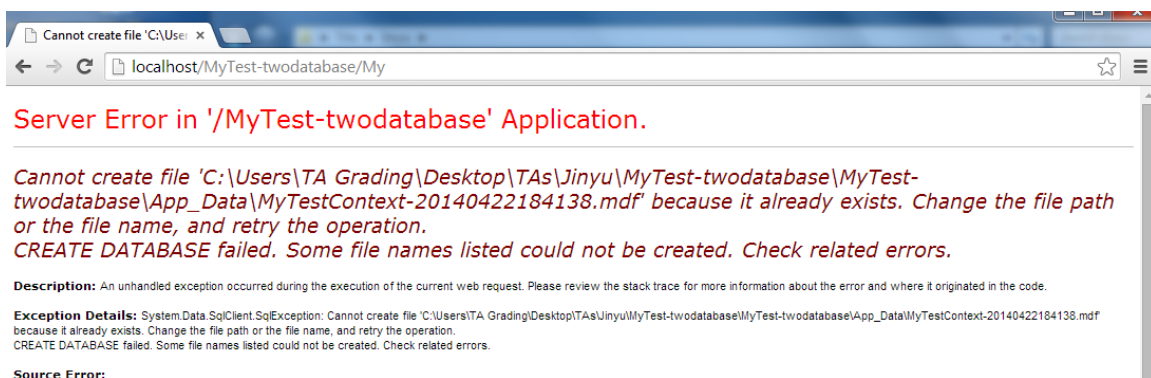 Cannot create file 'C:\User
localhost/MyTest-twodatabase/My
Server Error in '/MyTest-twodatabase' Application.
Cannot create file 'C:\Users\TA Grading\Desktop\TAs\Jinyu\MyTest-twodatabase\MyTest-
twodatabase\App_Data\MyTestContext-20140422184138.mdf' because it already exists. Change the file path
or the file name, and retry the operation.
CREATE DATABASE failed. Some file names listed could not be created. Check related errors.
Description: An unhandled exception occurred during the execution of the current web request. Please review the stack trace for more information about the error and where it originated in the code.
Exception Details: System.Data.SqlClient.SqlException: Cannot create file 'C:\Users\TA Grading\Desktop\TAs\Jinyu\MyTest-twodatabase\MyTest-twodatabase\App_Data\MyTestContext-20140422184138.mdf'
because it already exists. Change the file path or the file name, and retry the operation.
CREATE DATABASE failed. Some file names listed could not be created. Check related errors.
Source Error: